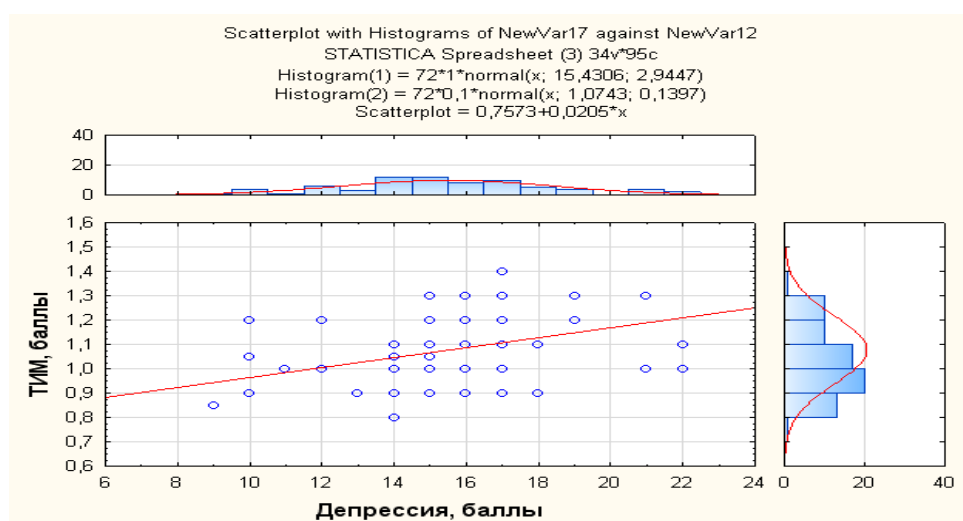 Scatterplot with Histograms of NewVar17 against NewVar12
STATISTICA Spreadsheet (3) 34v*95c
Histogram(1) = 72*1*normal(x; 15,4306; 2,9447)
Histogram(2) = 72*0,1*normal(x; 1,0743; 0,1397)
Scatterplot = 0,7573+0,0205*x
40
20
0
1,6
1,5
1,4
1,3
1,2
1,1
1,0
0,9
0,8
0,7
0,6
ТИМ, баллы
6 8 10 12 14 16 18 20 22 24 0 20 40
Депрессия, баллы